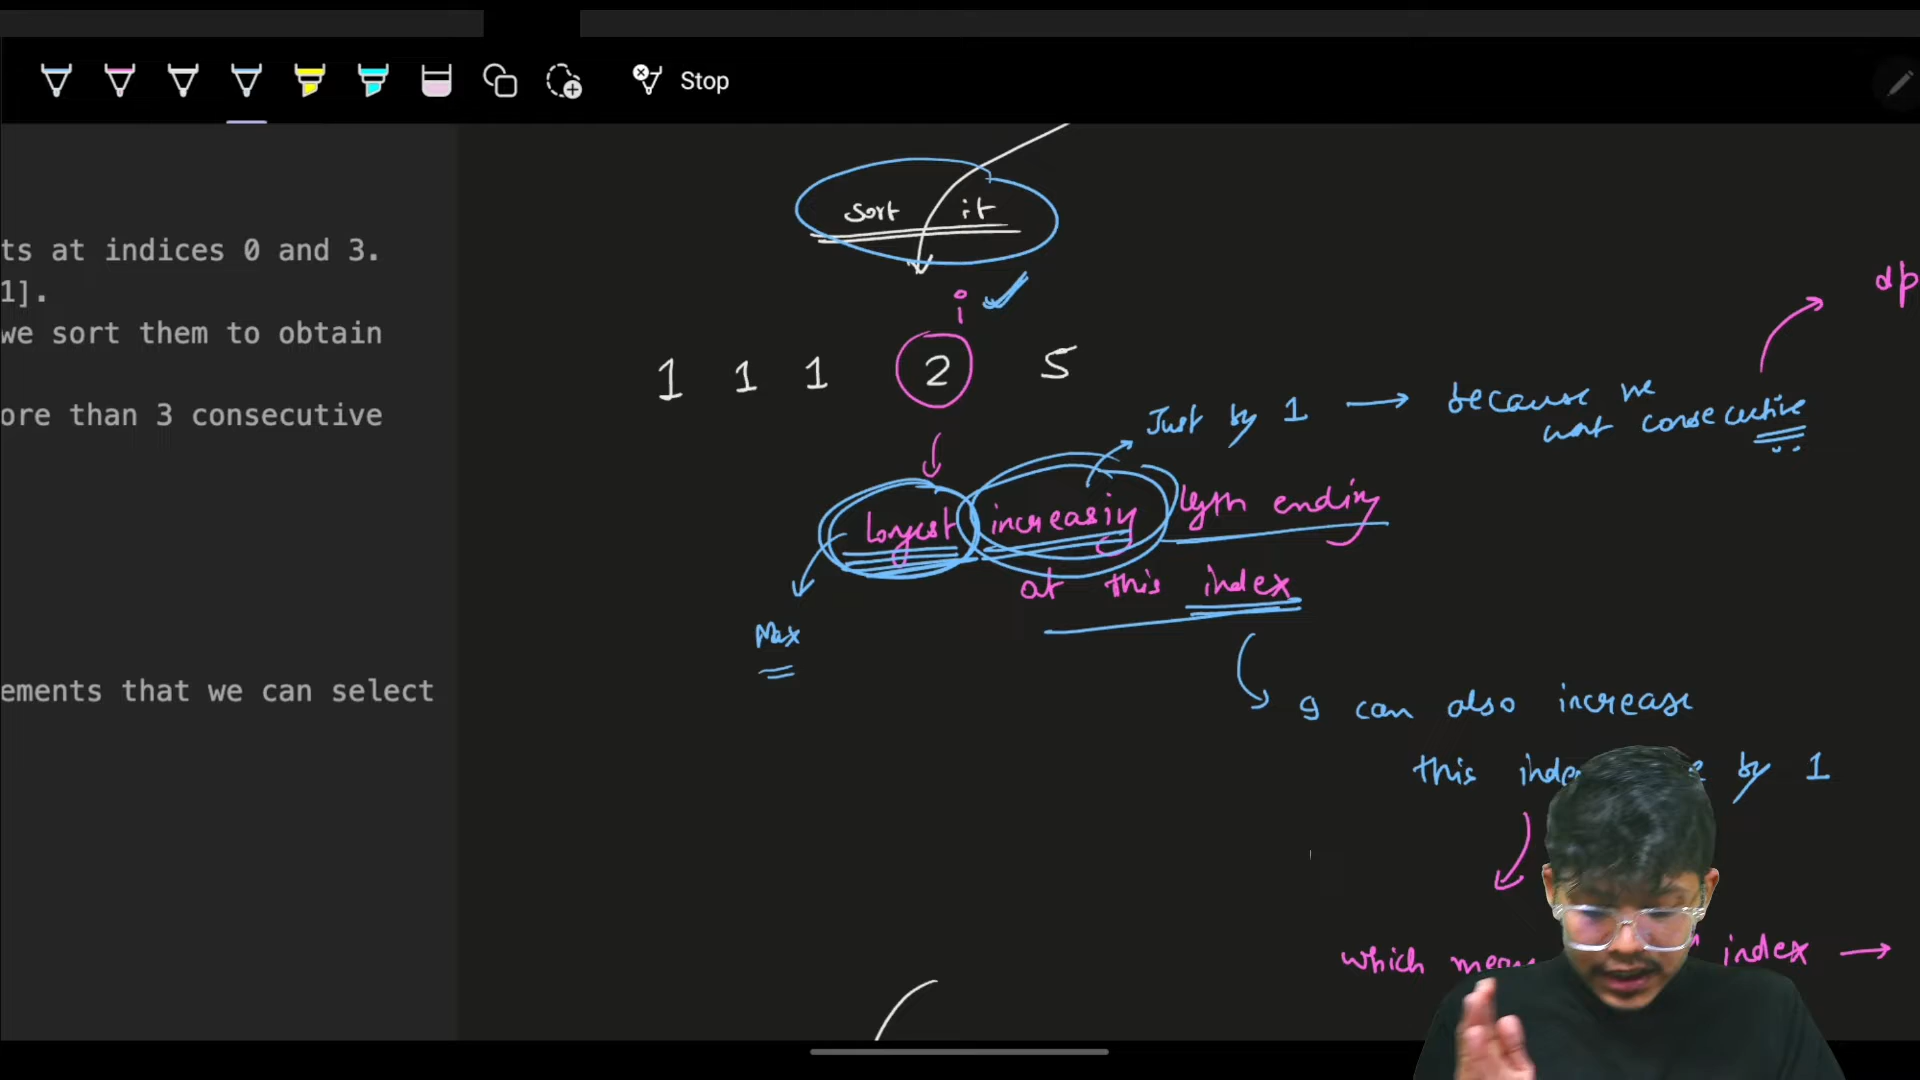 Stop
sort it
ts at indices 0 and 3.
1].
we sort them to obtain
ore than 3 consecutive
ements that we can select
i
1 1 1 2 5
dp
Just by 1 → because we
want consecutive
longest increasing length ending
at this index
Max
I can also increase
this by 1
which index →